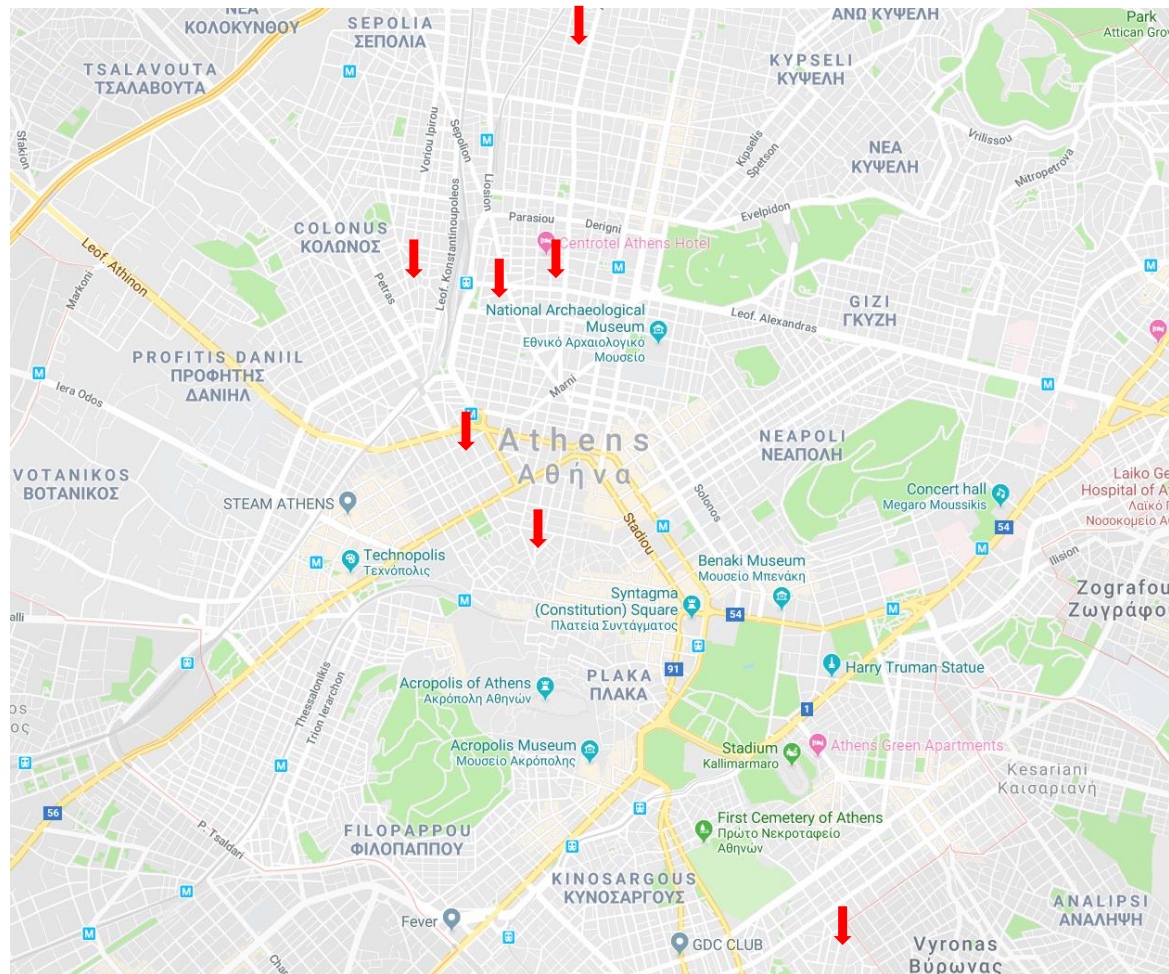 ΝΕΑ
ΚΟΛΟΚΥΝΘΟΥ
SEPOLIA
ΣΕΠΟΛΙΑ
ΑΝΩ ΚΥΨΕΛΗ
Park
Attican Gro
TSALAVOUTA
ΤΣΑΛΑΒΟΥΤΑ
KYPSELI
ΚΥΨΕΛΗ
Sfakion
Voriou Ipirou
Sepolion
Liosion
Kipselis
Spetson
Vrilissou
ΝΕΑ
ΚΥΨΕΛΗ
Mitropetrova
COLONUS
ΚΟΛΩΝΟΣ
Parasiou
Derigni
Evelpidon
Centrotel Athens Hotel
Leof. Athinon
Markoni
Petras
Leof. Konstantinoupoleos
National Archaeological
Museum
Εθνικό Αρχαιολογικό
Μουσείο
Leof. Alexandras
GIZI
ΓΚΥΖΗ
PROFITIS DANIIL
ΠΡΟΦΗΤΗΣ
ΔΑΝΙΗΛ
Iera Odos
Marni
Athens
Αθήνα
NEAPOLI
ΝΕΑΠΟΛΗ
VOTANIKOS
ΒΟΤΑΝΙΚΟΣ
STEAM ATHENS
Solonos
Stadiou
Concert hall
Megaro Moussikis
Laiko Ge
Hospital of A
Λαϊκό Γ
Νοσοκομείο Α
54
Ilision
Technopolis
Τεχνόπολις
Benaki Museum
Μουσείο Μπενάκη
Syntagma
(Constitution) Square
Πλατεία Συντάγματος
54
Zografou
Ζωγράφο
alli
91
PLAKA
ΠΛΑΚΑ
Harry Truman Statue
Acropolis of Athens
Ακρόπολη Αθηνών
1
Thessalonikis
Trion Ierarchon
Acropolis Museum
Μουσείο Ακρόπολης
Stadium
Kallimarmaro
Athens Green Apartments
Kesariani
Καισαριανή
56
P. Tsaldari
FILOPAPPOU
ΦΙΛΟΠΑΠΠΟΥ
First Cemetery of Athens
Πρώτο Νεκροταφείο
Αθηνών
KINOSARGOUS
ΚΥΝΟΣΑΡΓΟΥΣ
Fever
GDC CLUB
ANALIPSI
ΑΝΑΛΗΨΗ
Vyronas
Βύρωνας